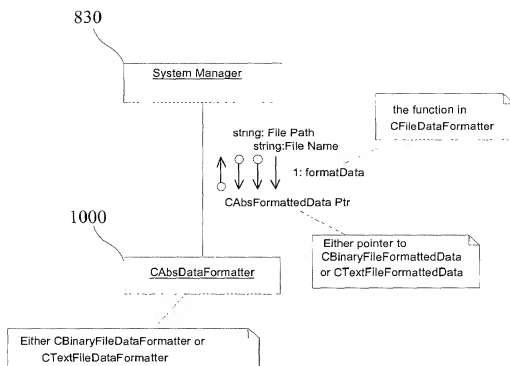 830
System Manager
the function in
CFileDataFormatter
string: File Path
string:File Name
1: formatData
CAbsFormattedData Ptr
1000
Either pointer to
CBinaryFileFormattedData
or CTextFileFormattedData
CAbsDataFormatter
Either CBinaryFileDataFormatter or
CTextFileDataFormatter